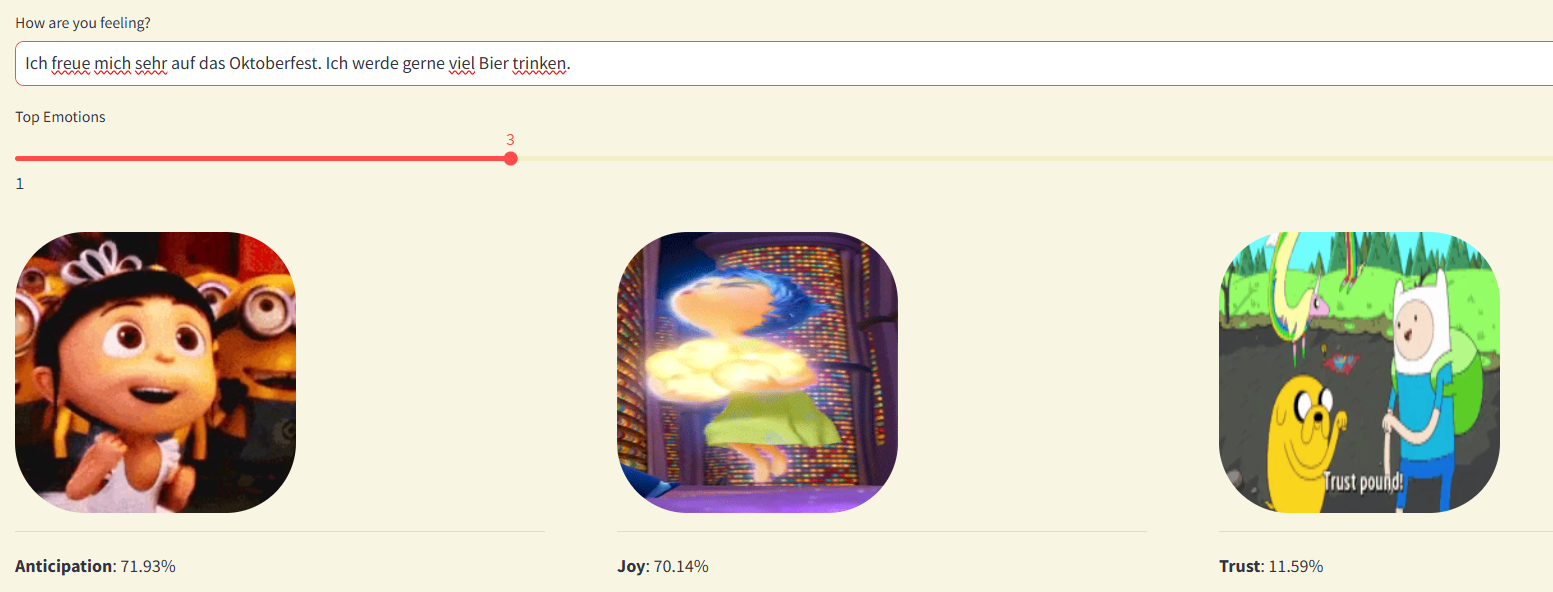 How are you feeling?
Ich freue mich sehr auf das Oktoberfest. Ich werde gerne viel Bier trinken.
Top Emotions
3
1
Trust pound!
Anticipation: 71.93%
Joy: 70.14%
Trust: 11.59%